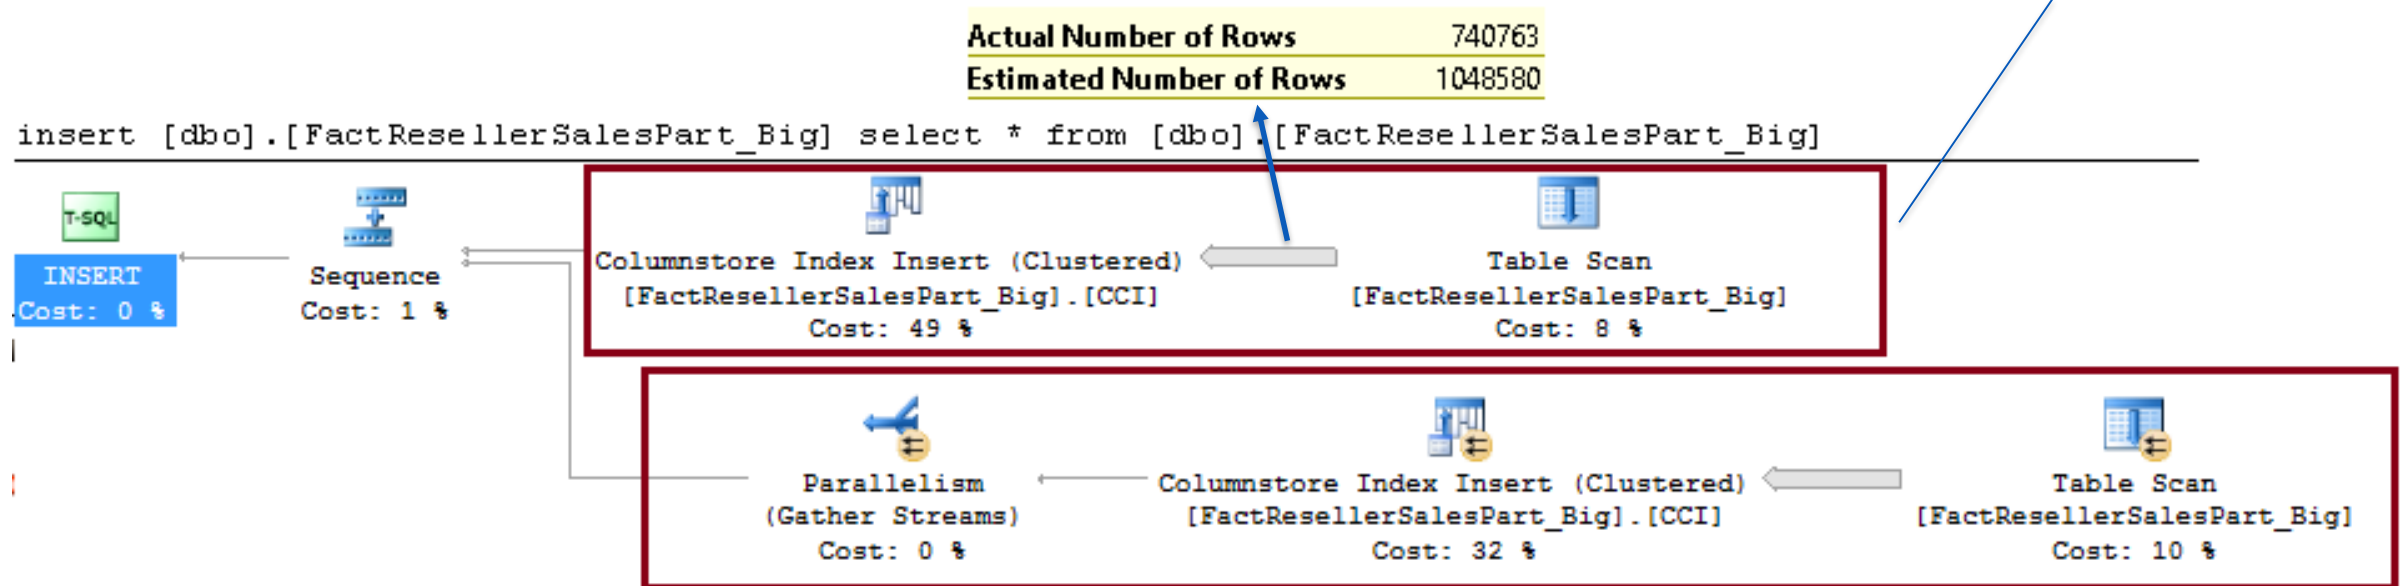 Actual Number of Rows 740763
Estimated Number of Rows 1048580
insert [dbo].[FactResellerSalesPart_Big] select * from [dbo].[FactResellerSalesPart_Big]
T-SQL
INSERT
Cost: 0 %
Sequence
Cost: 1 %
Columnstore Index Insert (Clustered)
[FactResellerSalesPart_Big].[CCI]
Cost: 49 %
Table Scan
[FactResellerSalesPart_Big]
Cost: 8 %
Parallelism
(Gather Streams)
Cost: 0 %
Columnstore Index Insert (Clustered)
[FactResellerSalesPart_Big].[CCI]
Cost: 32 %
Table Scan
[FactResellerSalesPart_Big]
Cost: 10 %